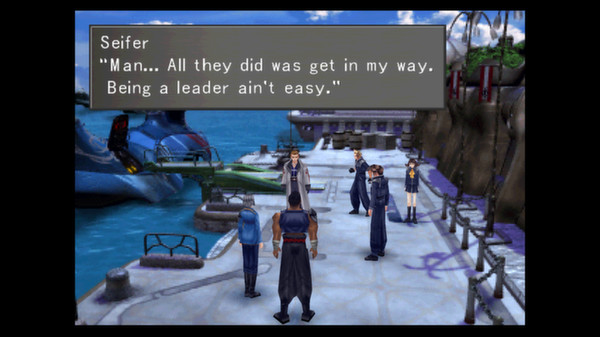 Seifer
“Man... All they did was get in my way.
Being a leader ain't easy."